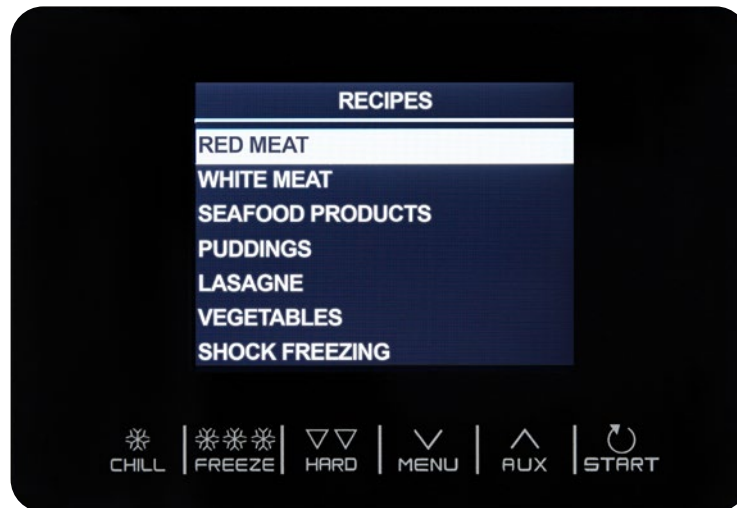 RECIPES
RED MEAT
WHITE MEAT
SEAFOOD PRODUCTS
PUDDINGS
LASAGNE
VEGETABLES
SHOCK FREEZING
CHILL FREEZE HARD MENU AUX START